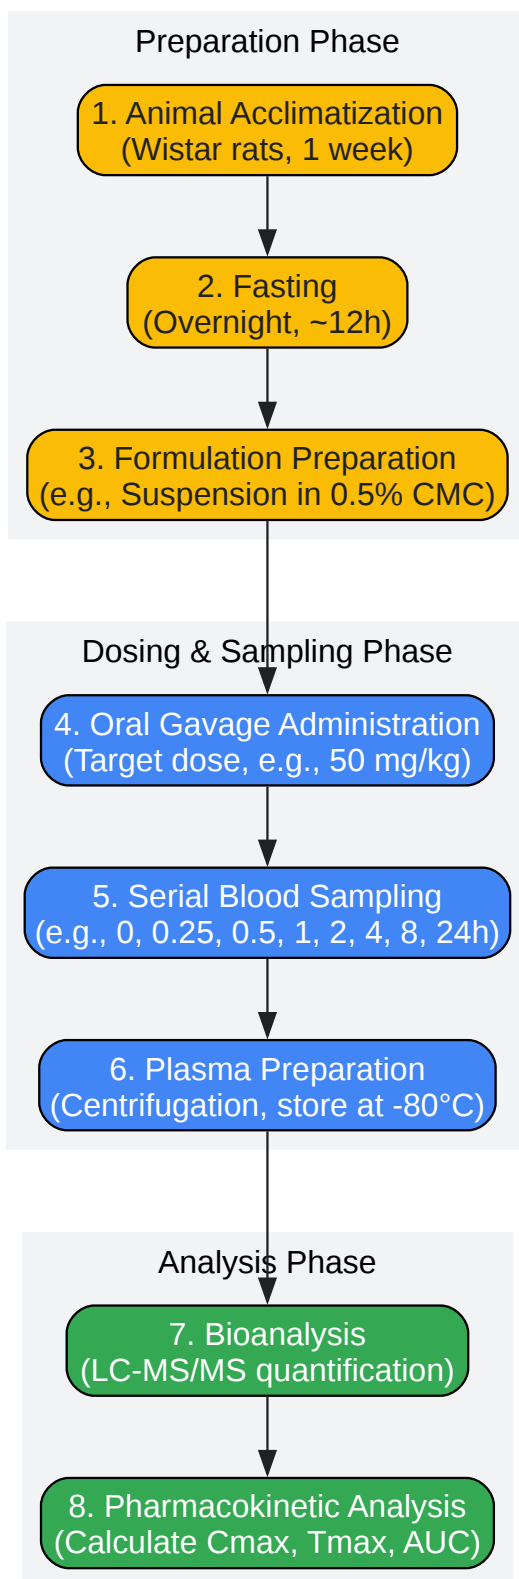 Preparation Phase
1. Animal Acclimatization
(Wistar rats, 1 week)
2. Fasting
(Overnight, ~12h)
3. Formulation Preparation
(e.g., Suspension in 0.5% CMC)
Dosing & Sampling Phase
4. Oral Gavage Administration
(Target dose, e.g., 50 mg/kg)
5. Serial Blood Sampling
(e.g., 0, 0.25, 0.5, 1, 2, 4, 8, 24h)
6. Plasma Preparation
(Centrifugation, store at -80°C)
Analysis Phase
7. Bioanalysis
(LC-MS/MS quantification)
8. Pharmacokinetic Analysis
(Calculate Cmax, Tmax, AUC)